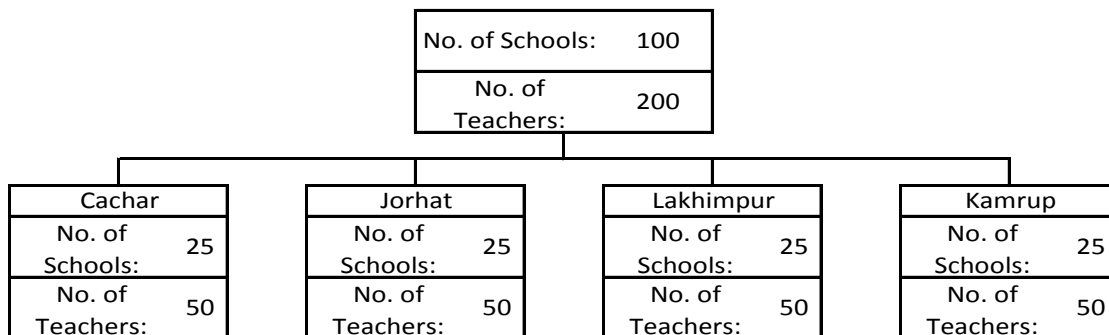 No. of Schools: 100
No. of
Teachers: 200
Cachar
No. of
Schools: 25
No. of
Teachers: 50
Jorhat
No. of
Schools: 25
No. of
Teachers: 50
Lakhimpur
No. of
Schools: 25
No. of
Teachers: 50
Kamrup
No. of
Schools: 25
No. of
Teachers: 50